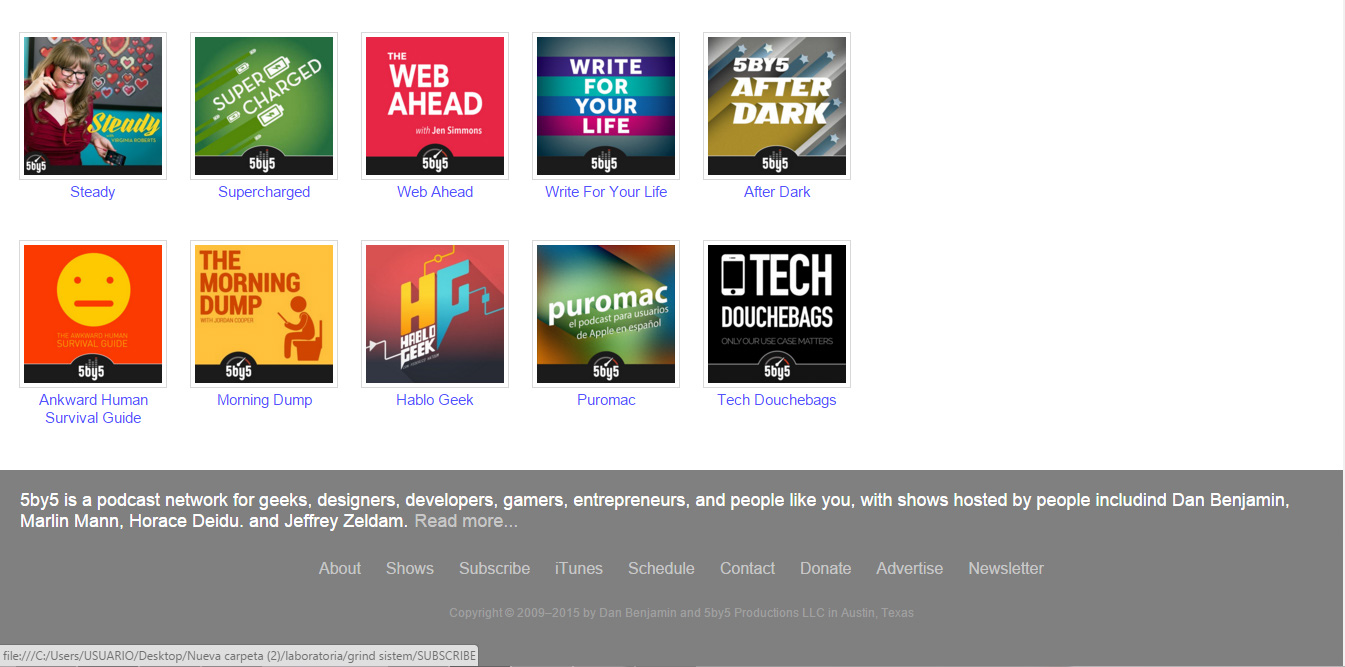 Steady
WITH
VIRGINIA ROBERTS
5by5
SUPER
CHARGED
5by5
THE
WEB
AHEAD
with Jen Simmons
5by5
WRITE
FOR
YOUR
LIFE
5by5
5BY5
AFTER
DARK
5by5
Steady
Supercharged
Web Ahead
Write For Your Life
After Dark
THE AWKWARD HUMAN
SURVIVAL GUIDE
5by5
THE
MORNING
DUMP
WITH JORDAN COOPER
5by5
HG
HABLO
GEEK
puromac
el podcast para usuarios
de Apple en español
5by5
TECH
DOUCHEBAGS
ONLY OUR USE CASE MATTERS
5by5
Ankward Human
Survival Guide
Morning Dump
Hablo Geek
Puromac
Tech Douchebags
5by5 is a podcast network for geeks, designers, developers, gamers, entrepreneurs, and people like you, with shows hosted by people includind Dan Benjamin,
Marlin Mann, Horace Deidu. and Jeffrey Zeldam. Read more...
About Shows Subscribe iTunes Schedule Contact Donate Advertise Newsletter
Copyright © 2009–2015 by Dan Benjamin and 5by5 Productions LLC in Austin, Texas
file:///C:/Users/USUARIO/Desktop/Nueva carpeta (2)/laboratoria/grind sistem/SUBSCRIBE